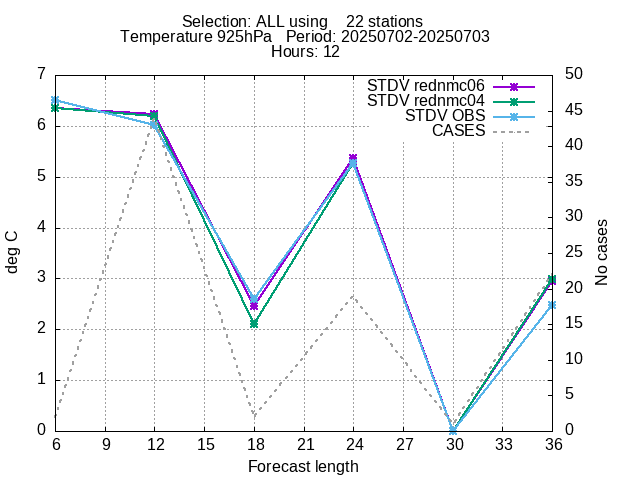 Selection: ALL using    22 stations
Temperature 925hPa   Period: 20250702-20250703
Hours: 12
STDV rednmc06
STDV rednmc04
STDV OBS
CASES
deg C
7
6
5
4
3
2
1
0
50
45
40
35
30
25
20
15
10
5
0
No cases
6 9 12 15 18 21 24 27 30 33 36
Forecast length